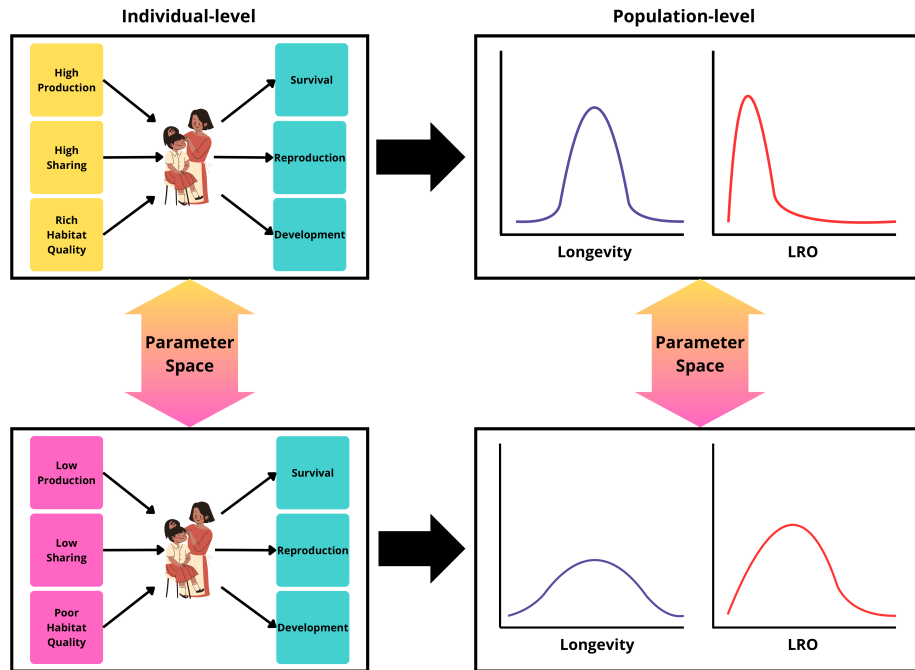 Individual-level
Population-level
High
Production
High
Sharing
Rich
Habitat
Quality
Survival
Reproduction
Development
Longevity
LRO
Parameter
Space
Parameter
Space
Low
Production
Low
Sharing
Poor
Habitat
Quality
Survival
Reproduction
Development
Longevity
LRO